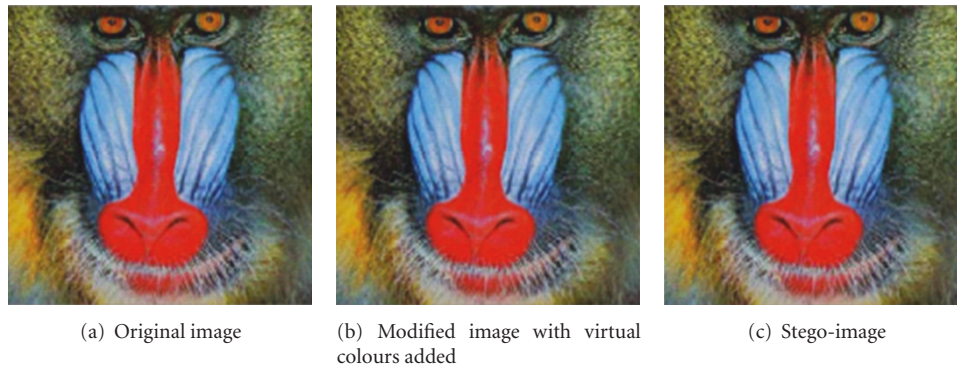 (a) Original image
(b) Modified image with virtual
colours added
(c) Stego-image